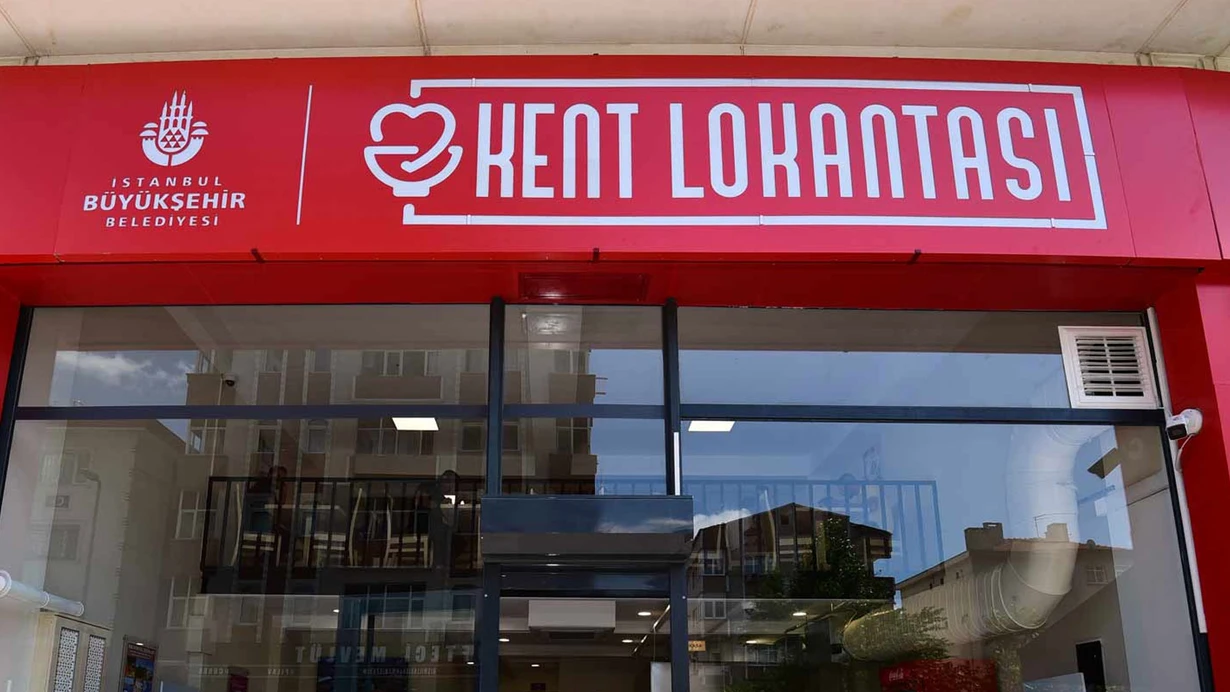 İSTANBUL
BÜYÜKŞEHİR
BELEDİYESİ
KENT LOKANTASI